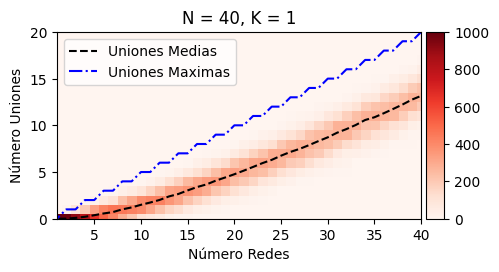 N = 40, K = 1
Uniones Medias
Uniones Maximas
Número Uniones
20
15
10
5
0
5 10 15 20 25 30 35 40
Número Redes
1000
800
600
400
200
0